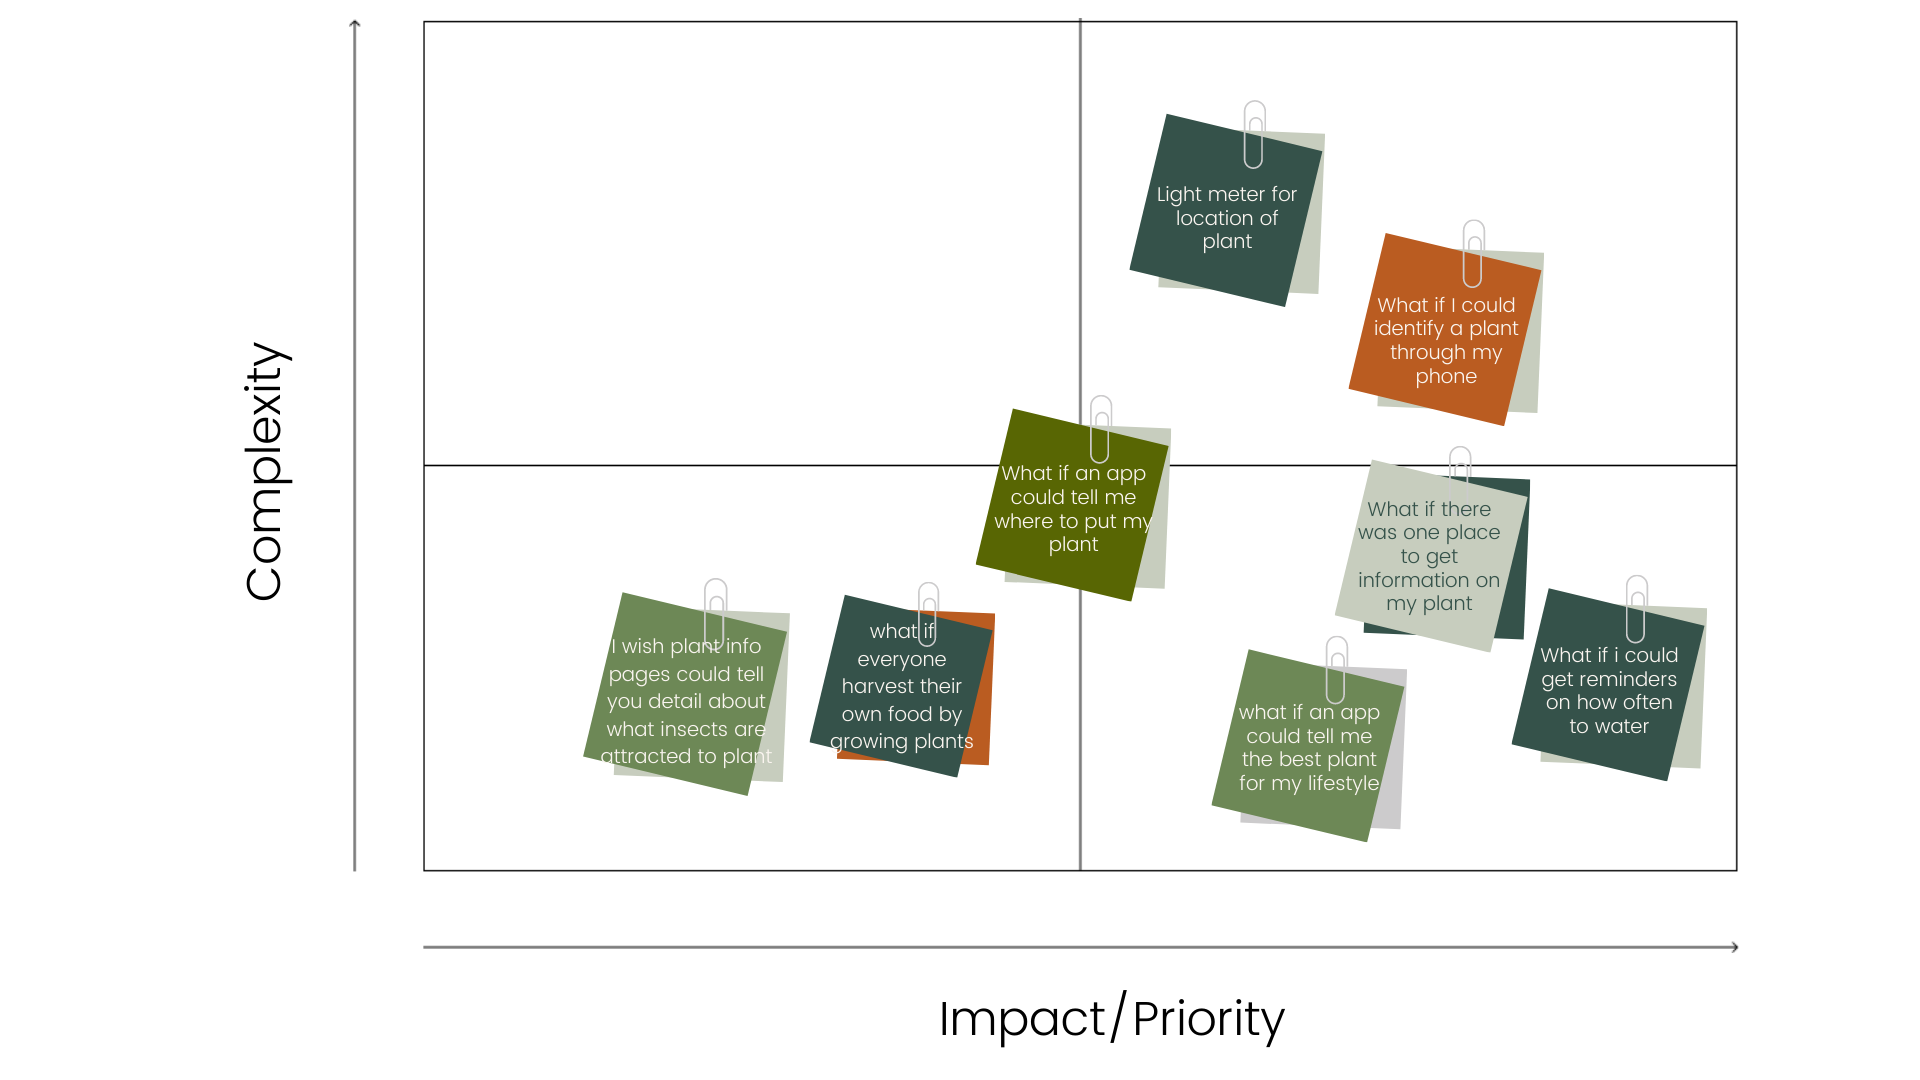 Complexity
Light meter for
location of
plant
What if I could
identify a plant
through my
phone
What if an app
could tell me
where to put my
plant
What if there
was one place
to get
information on
my plant
I wish plant info
pages could tell
you detail about
what insects are
attracted to plant
what if
everyone
harvest their
own food by
growing plants
what if an app
could tell me
the best plant
for my lifestyle
What if i could
get reminders
on how often
to water
Impact/Priority